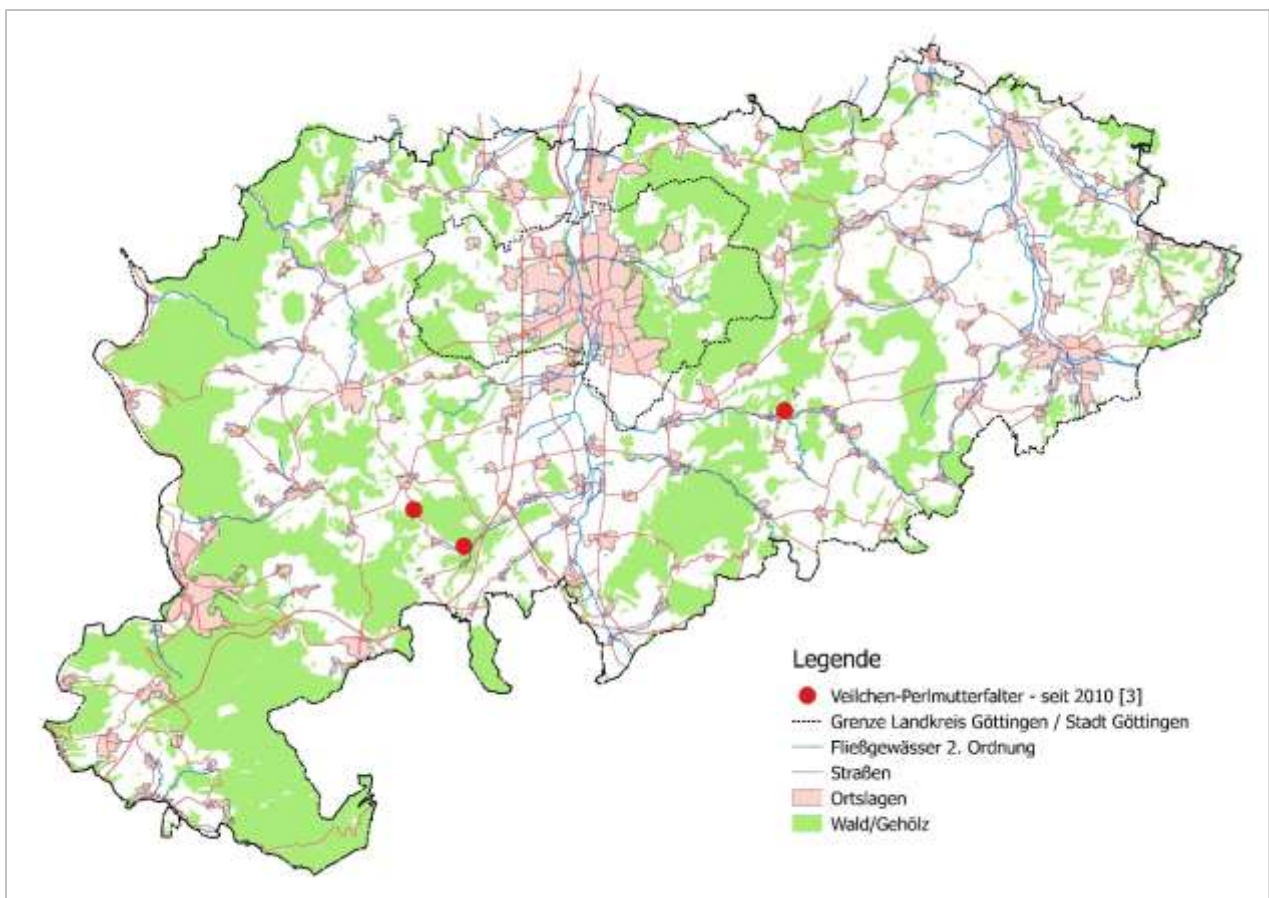 Legende
Veilchen-Perlmutterfalter - seit 2010 [3]
Grenze Landkreis Göttingen / Stadt Göttingen
Fließgewässer 2. Ordnung
Straßen
Ortslagen
Wald/Gehölz